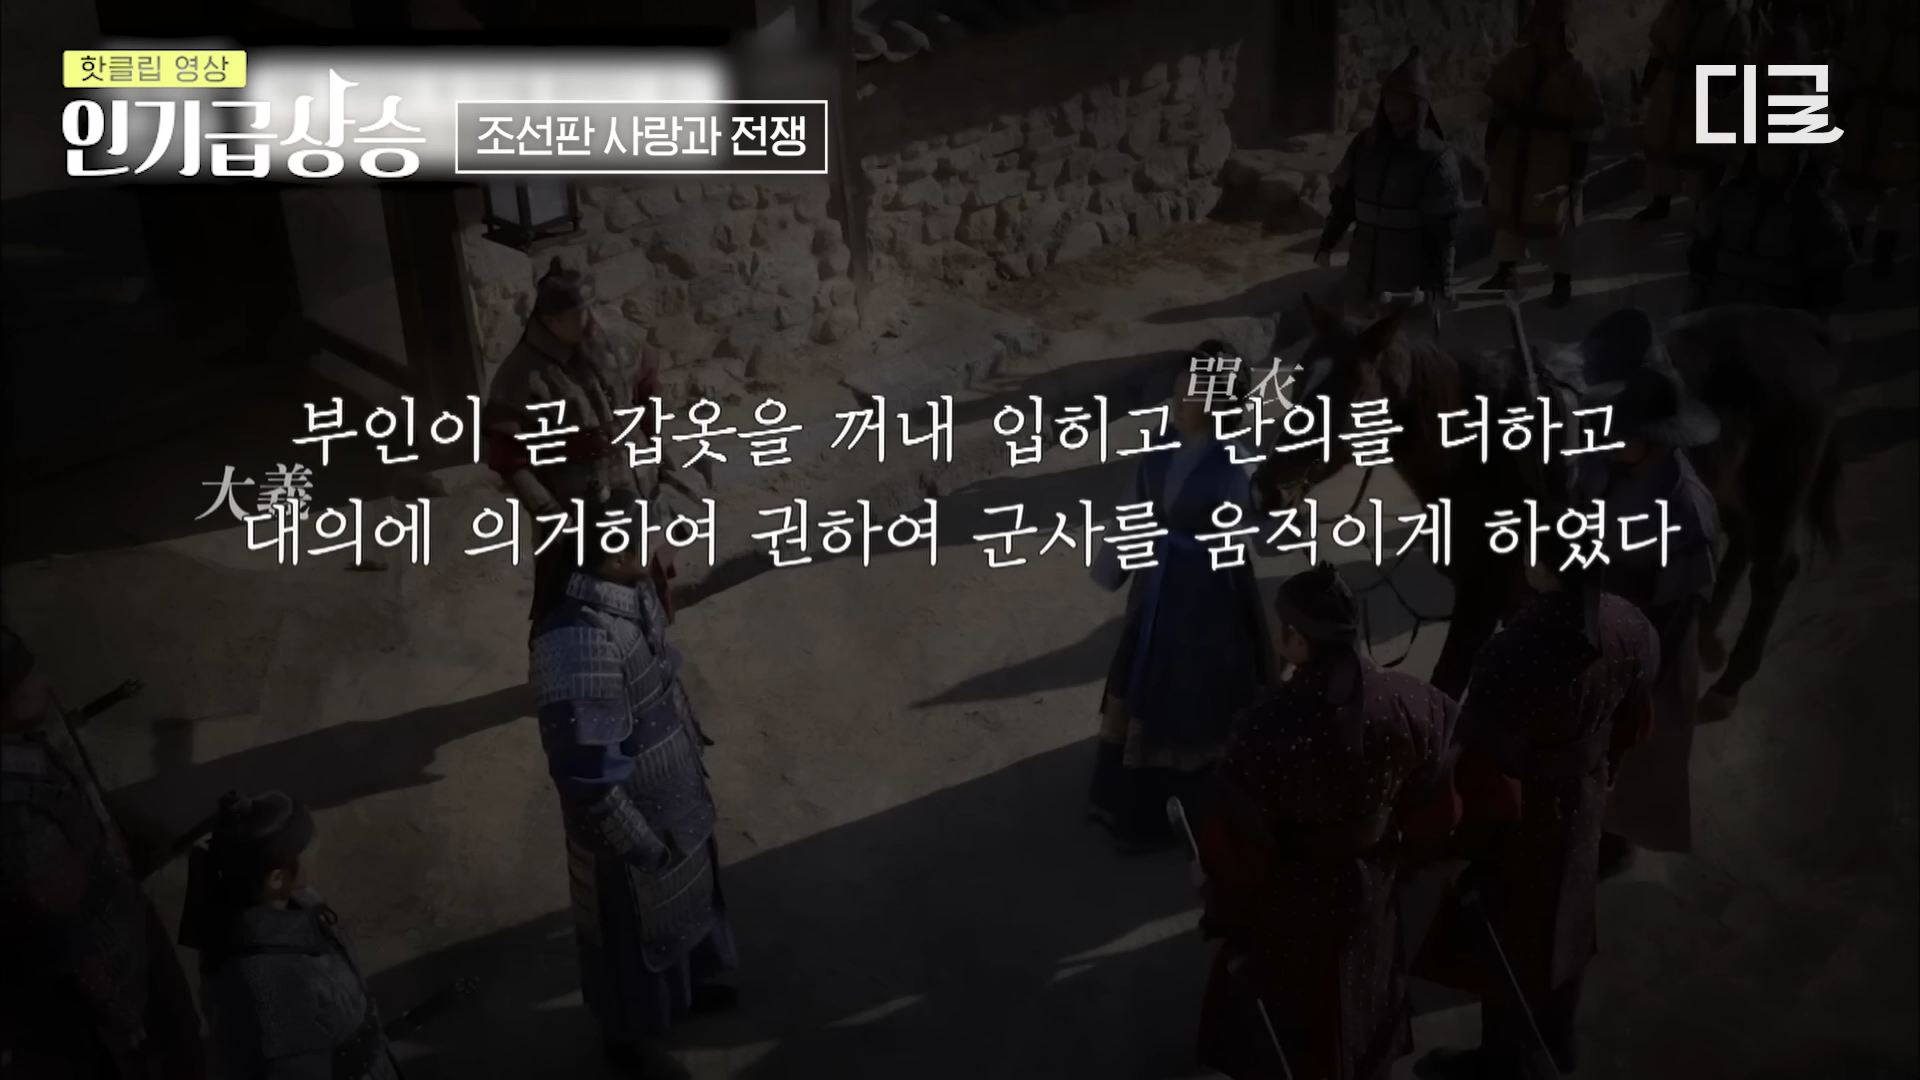 핫클립 영상
인기급상승
조선판 사랑과 전쟁
디글
單衣
부인이 곧 갑옷을 꺼내 입히고 단의를 더하고
大義
대의에 의거하여 권하여 군사를 움직이게 하였다